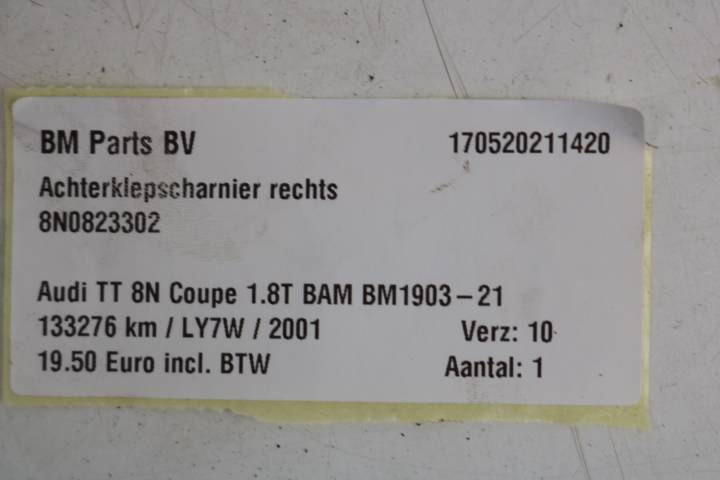 BM Parts BV 170520211420
Achterklepscharnier rechts
8N0823302
Audi TT 8N Coupe 1.8T BAM BM1903-21
133276 km / LY7W / 2001 Verz: 10
19.50 Euro incl. BTW Aantal: 1